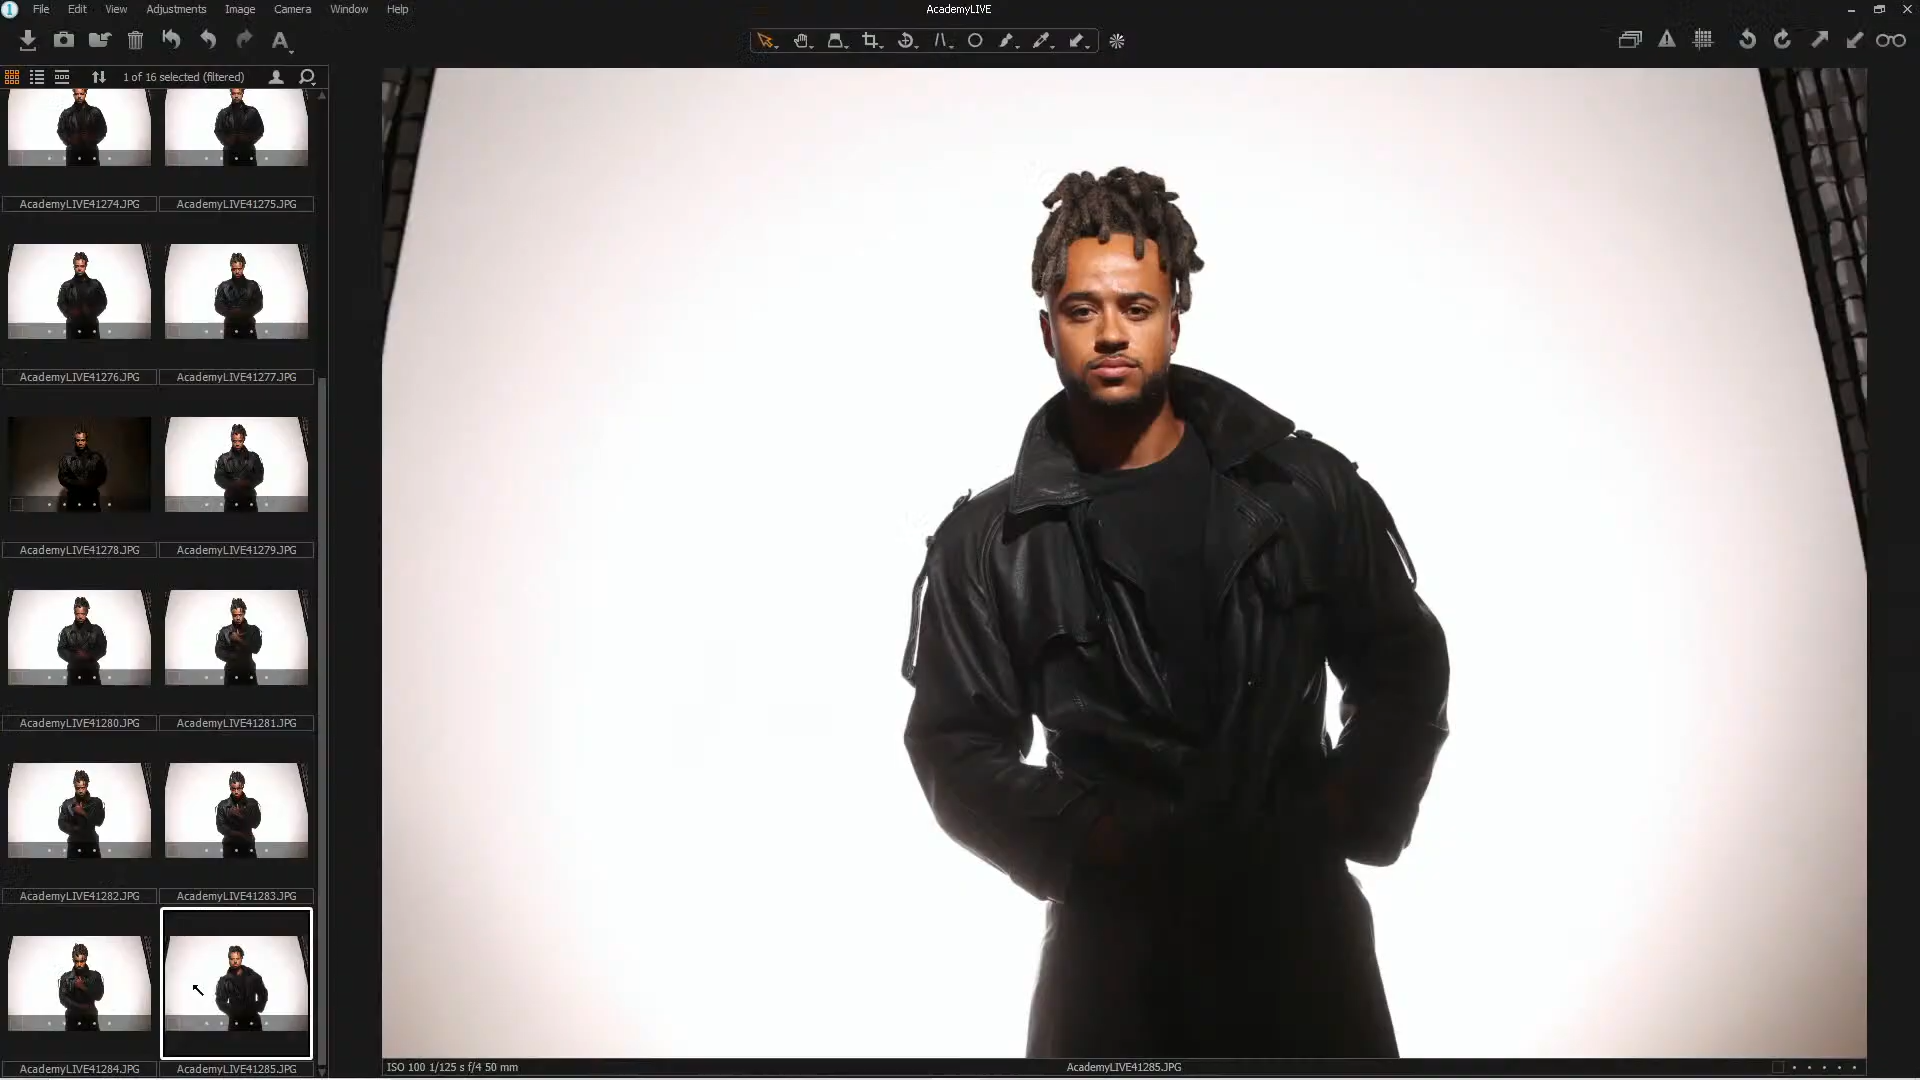 File Edit View Adjustments Image Camera Window Help
AcademyLIVE
1 of 16 selected (filtered)
AcademyLIVE41274.JPG AcademyLIVE41275.JPG
AcademyLIVE41276.JPG AcademyLIVE41277.JPG
AcademyLIVE41278.JPG AcademyLIVE41279.JPG
AcademyLIVE41280.JPG AcademyLIVE41281.JPG
AcademyLIVE41282.JPG AcademyLIVE41283.JPG
AcademyLIVE41284.JPG AcademyLIVE41285.JPG
ISO 100 1/125 s f/4 50 mm
AcademyLIVE41285.JPG